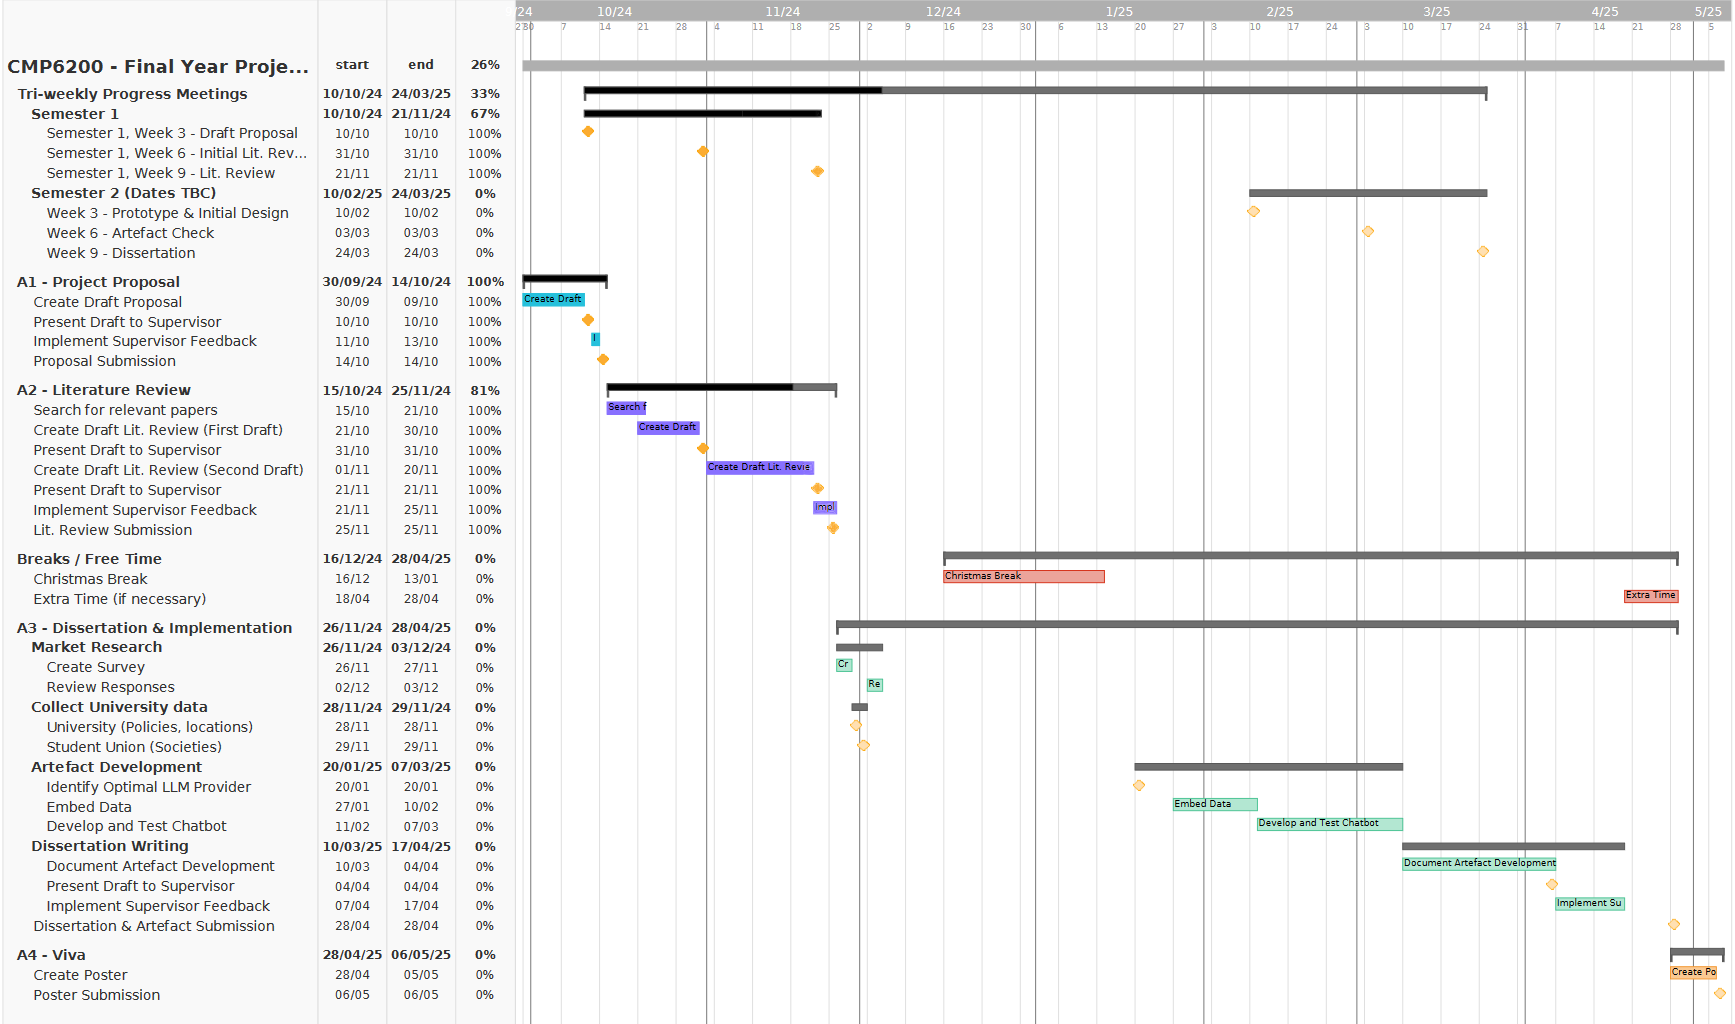 /24 10/24 11/24 12/24 1/25 2/25 3/25 4/25 5/25
27 30 7 14 21 28 4 11 18 25 2 9 16 23 30 6 13 20 27 3 10 17 24 3 10 17 24 31 7 14 21 28 5
CMP6200 - Final Year Proje... start end 26%
Tri-weekly Progress Meetings 10/10/24 24/03/25 33%
Semester 1 10/10/24 21/11/24 67%
Semester 1, Week 3 - Draft Proposal 10/10 10/10 100%
Semester 1, Week 6 - Initial Lit. Rev... 31/10 31/10 100%
Semester 1, Week 9 - Lit. Review 21/11 21/11 100%
Semester 2 (Dates TBC) 10/02/25 24/03/25 0%
Week 3 - Prototype & Initial Design 10/02 10/02 0%
Week 6 - Artefact Check 03/03 03/03 0%
Week 9 - Dissertation 24/03 24/03 0%
A1 - Project Proposal 30/09/24 14/10/24 100%
Create Draft Proposal 30/09 09/10 100% Create Draft
Present Draft to Supervisor 10/10 10/10 100%
Implement Supervisor Feedback 11/10 13/10 100% I
Proposal Submission 14/10 14/10 100%
A2 - Literature Review 15/10/24 25/11/24 81%
Search for relevant papers 15/10 21/10 100% Search f
Create Draft Lit. Review (First Draft) 21/10 30/10 100% Create Draft
Present Draft to Supervisor 31/10 31/10 100%
Create Draft Lit. Review (Second Draft) 01/11 20/11 100% Create Draft Lit. Revie
Present Draft to Supervisor 21/11 21/11 100%
Implement Supervisor Feedback 21/11 25/11 100% Impl
Lit. Review Submission 25/11 25/11 100%
Breaks / Free Time 16/12/24 28/04/25 0%
Christmas Break 16/12 13/01 0% Christmas Break
Extra Time (if necessary) 18/04 28/04 0% Extra Time
A3 - Dissertation & Implementation 26/11/24 28/04/25 0%
Market Research 26/11/24 03/12/24 0%
Create Survey 26/11 27/11 0% Cr
Review Responses 02/12 03/12 0% Re
Collect University data 28/11/24 29/11/24 0%
University (Policies, locations) 28/11 28/11 0%
Student Union (Societies) 29/11 29/11 0%
Artefact Development 20/01/25 07/03/25 0%
Identify Optimal LLM Provider 20/01 20/01 0%
Embed Data 27/01 10/02 0% Embed Data
Develop and Test Chatbot 11/02 07/03 0% Develop and Test Chatbot
Dissertation Writing 10/03/25 17/04/25 0%
Document Artefact Development 10/03 04/04 0% Document Artefact Development
Present Draft to Supervisor 04/04 04/04 0%
Implement Supervisor Feedback 07/04 17/04 0% Implement Su
Dissertation & Artefact Submission 28/04 28/04 0%
A4 - Viva 28/04/25 06/05/25 0%
Create Poster 28/04 05/05 0% Create Po
Poster Submission 06/05 06/05 0%